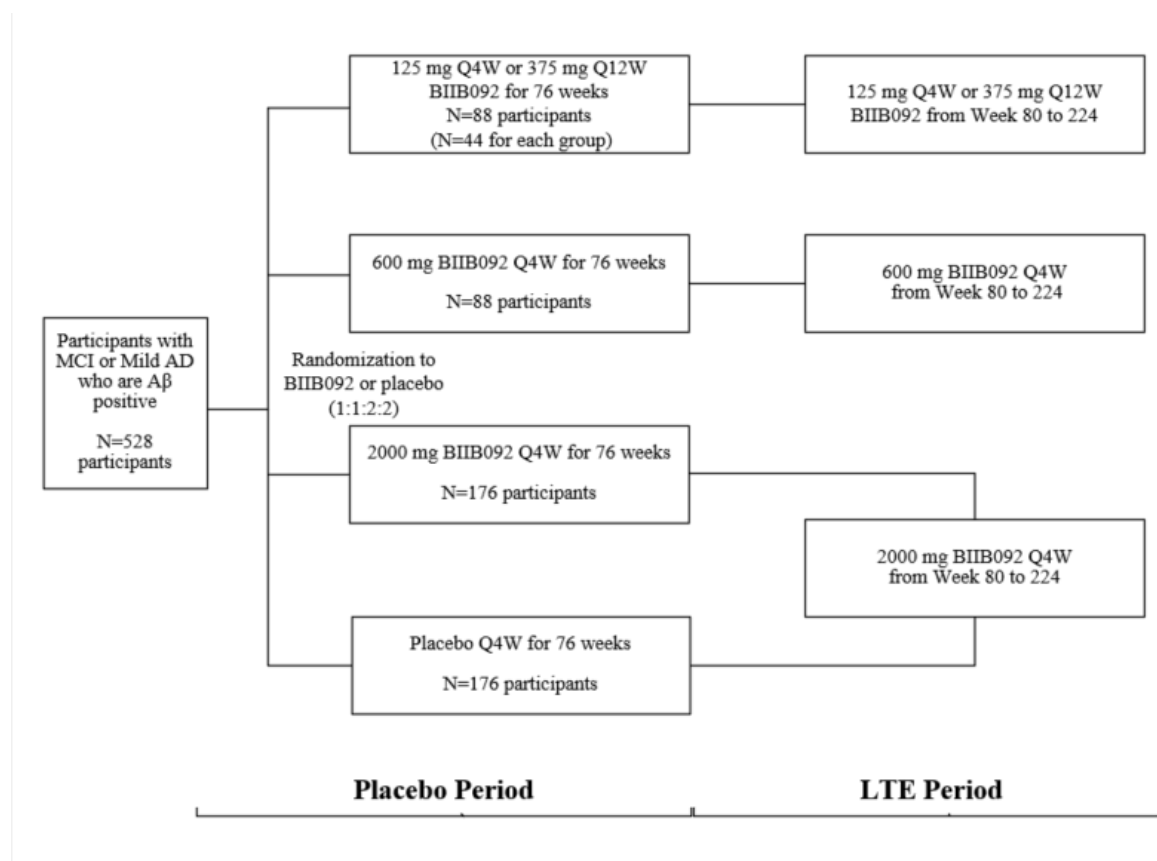 Participants with
MCI or Mild AD
who are Aβ
positive
N=528
participants
Randomization to
BIIB092 or placebo
(1:1:2:2)
125 mg Q4W or 375 mg Q12W
BIIB092 for 76 weeks
N=88 participants
(N=44 for each group)
125 mg Q4W or 375 mg Q12W
BIIB092 from Week 80 to 224
600 mg BIIB092 Q4W for 76 weeks
N=88 participants
600 mg BIIB092 Q4W
from Week 80 to 224
2000 mg BIIB092 Q4W for 76 weeks
N=176 participants
Placebo Q4W for 76 weeks
N=176 participants
2000 mg BIIB092 Q4W
from Week 80 to 224
Placebo Period
LTE Period